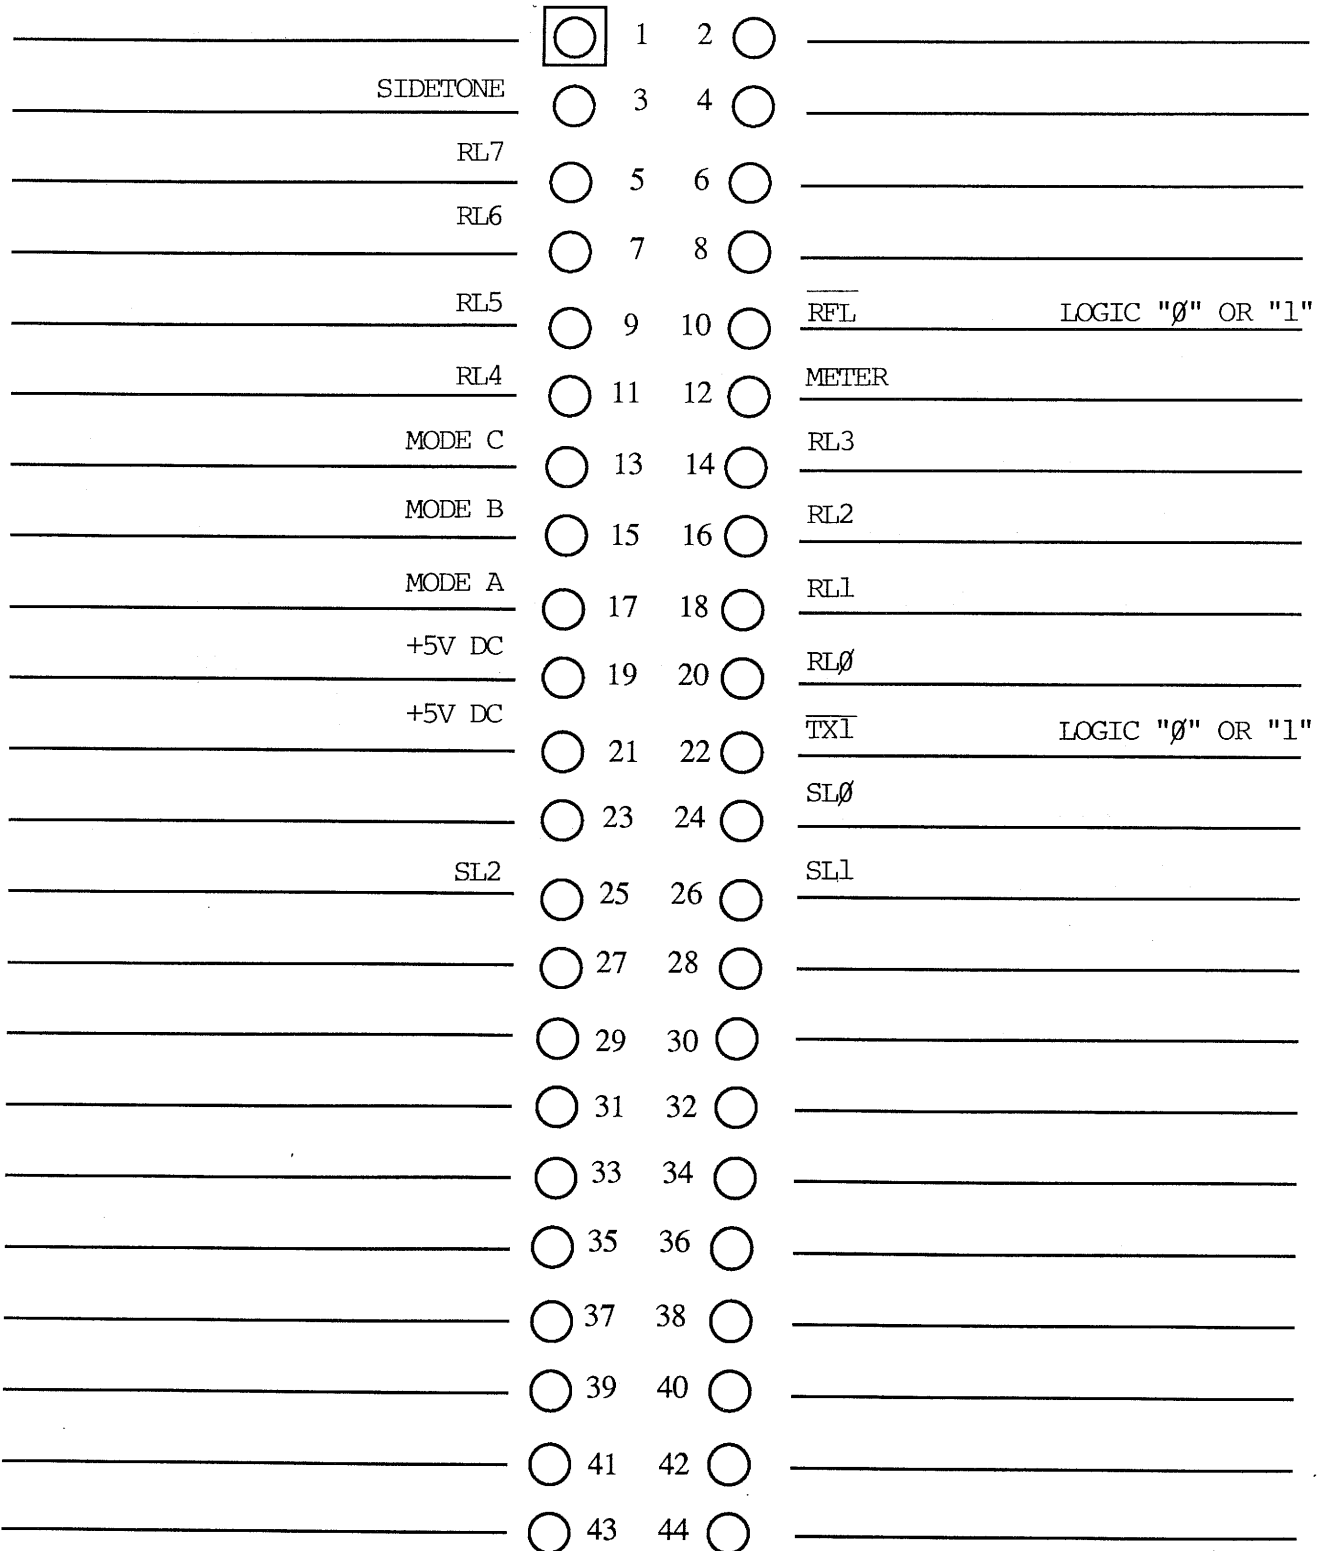 1 2
SIDETONE 3 4
RL7 5 6
RL6 7 8
RL5 9 10 R̅F̅L̅ LOGIC "Ø" OR "1"
RL4 11 12 METER
MODE C 13 14 RL3
MODE B 15 16 RL2
MODE A 17 18 RL1
+5V DC 19 20 RLØ
+5V DC 21 22 T̅X̅1̅ LOGIC "Ø" OR "1"
23 24 SLØ
SL2 25 26 SL1
27 28
29 30
31 32
33 34
35 36
37 38
39 40
41 42
43 44